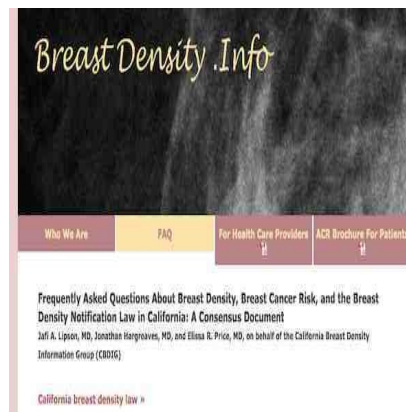 Breast Density .Info
Who We Are
FAQ
For Health Care Providers
ACR Brochure For Patients
Frequently Asked Questions About Breast Density, Breast Cancer Risk, and the Breast
Density Notification Law in California: A Consensus Document
Jafi A. Lipson, MD, Jonathan Hargreaves, MD, and Elissa R. Price, MD, on behalf of the California Breast Density
Information Group (CBDIG)
California breast density law »